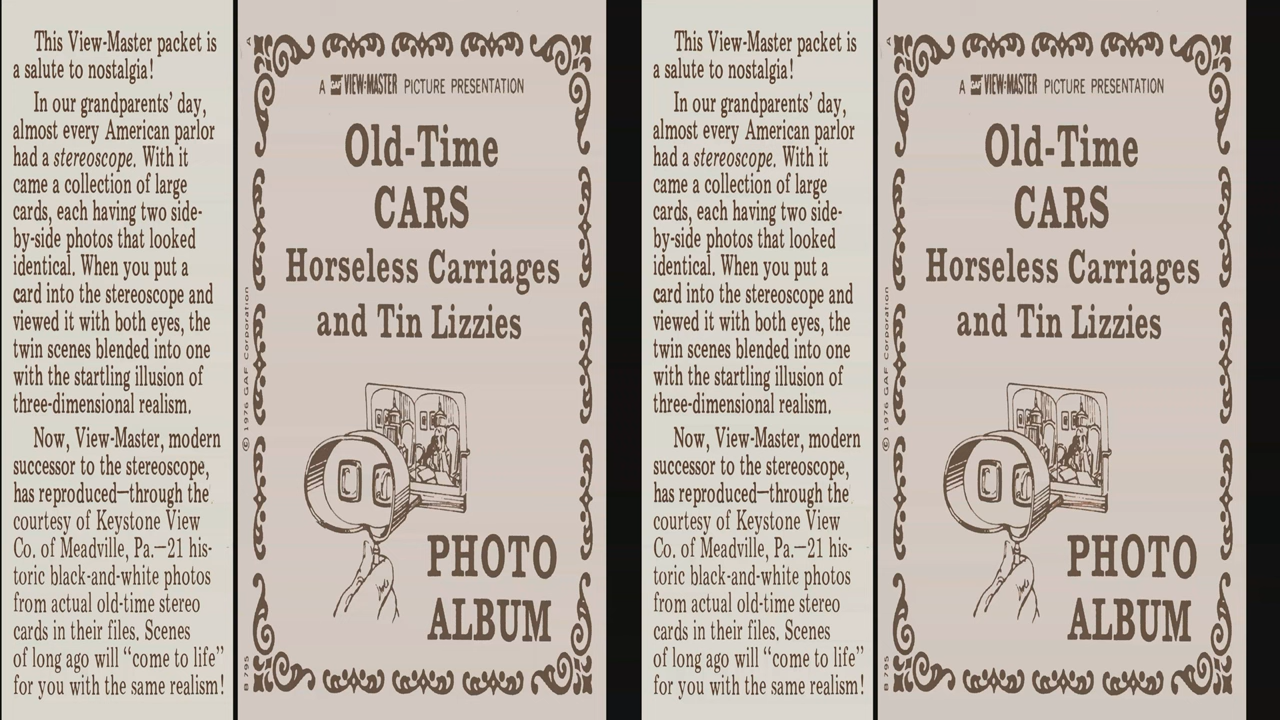 This View-Master packet is
a salute to nostalgia!
In our grandparents' day,
almost every American parlor
had a stereoscope. With it
came a collection of large
cards, each having two side-
by-side photos that looked
identical. When you put a
card into the stereoscope and
viewed it with both eyes, the
twin scenes blended into one
with the startling illusion of
three-dimensional realism.
Now, View-Master, modern
successor to the stereoscope,
has reproduced—through the
courtesy of Keystone View
Co. of Meadville, Pa.—21 his-
toric black-and-white photos
from actual old-time stereo
cards in their files. Scenes
of long ago will “come to life”
for you with the same realism!
A
© 1976 GAF Corporation
B 795
A GAF VIEW-MASTER PICTURE PRESENTATION
Old-Time
CARS
Horseless Carriages
and Tin Lizzies
PHOTO
ALBUM
This View-Master packet is
a salute to nostalgia!
In our grandparents' day,
almost every American parlor
had a stereoscope. With it
came a collection of large
cards, each having two side-
by-side photos that looked
identical. When you put a
card into the stereoscope and
viewed it with both eyes, the
twin scenes blended into one
with the startling illusion of
three-dimensional realism.
Now, View-Master, modern
successor to the stereoscope,
has reproduced—through the
courtesy of Keystone View
Co. of Meadville, Pa.—21 his-
toric black-and-white photos
from actual old-time stereo
cards in their files. Scenes
of long ago will “come to life”
for you with the same realism!
A
© 1976 GAF Corporation
B 795
A GAF VIEW-MASTER PICTURE PRESENTATION
Old-Time
CARS
Horseless Carriages
and Tin Lizzies
PHOTO
ALBUM